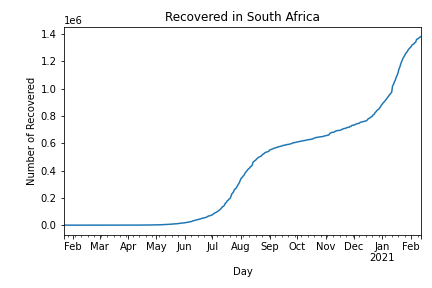 Recovered in South Africa
1e6
1.4
1.2
1.0
0.8
0.6
0.4
0.2
0.0
Number of Recovered
Feb Mar Apr May Jun Jul Aug Sep Oct Nov Dec Jan Feb
2021
Day